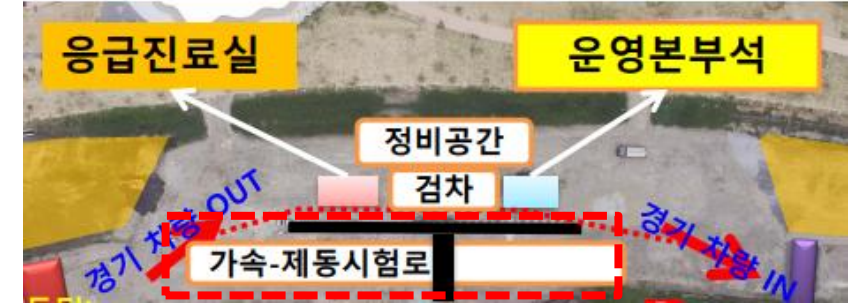 응급진료실
운영본부석
정비공간
검차
경기 차량 OUT
경기 차량 IN
가속-제동시험로